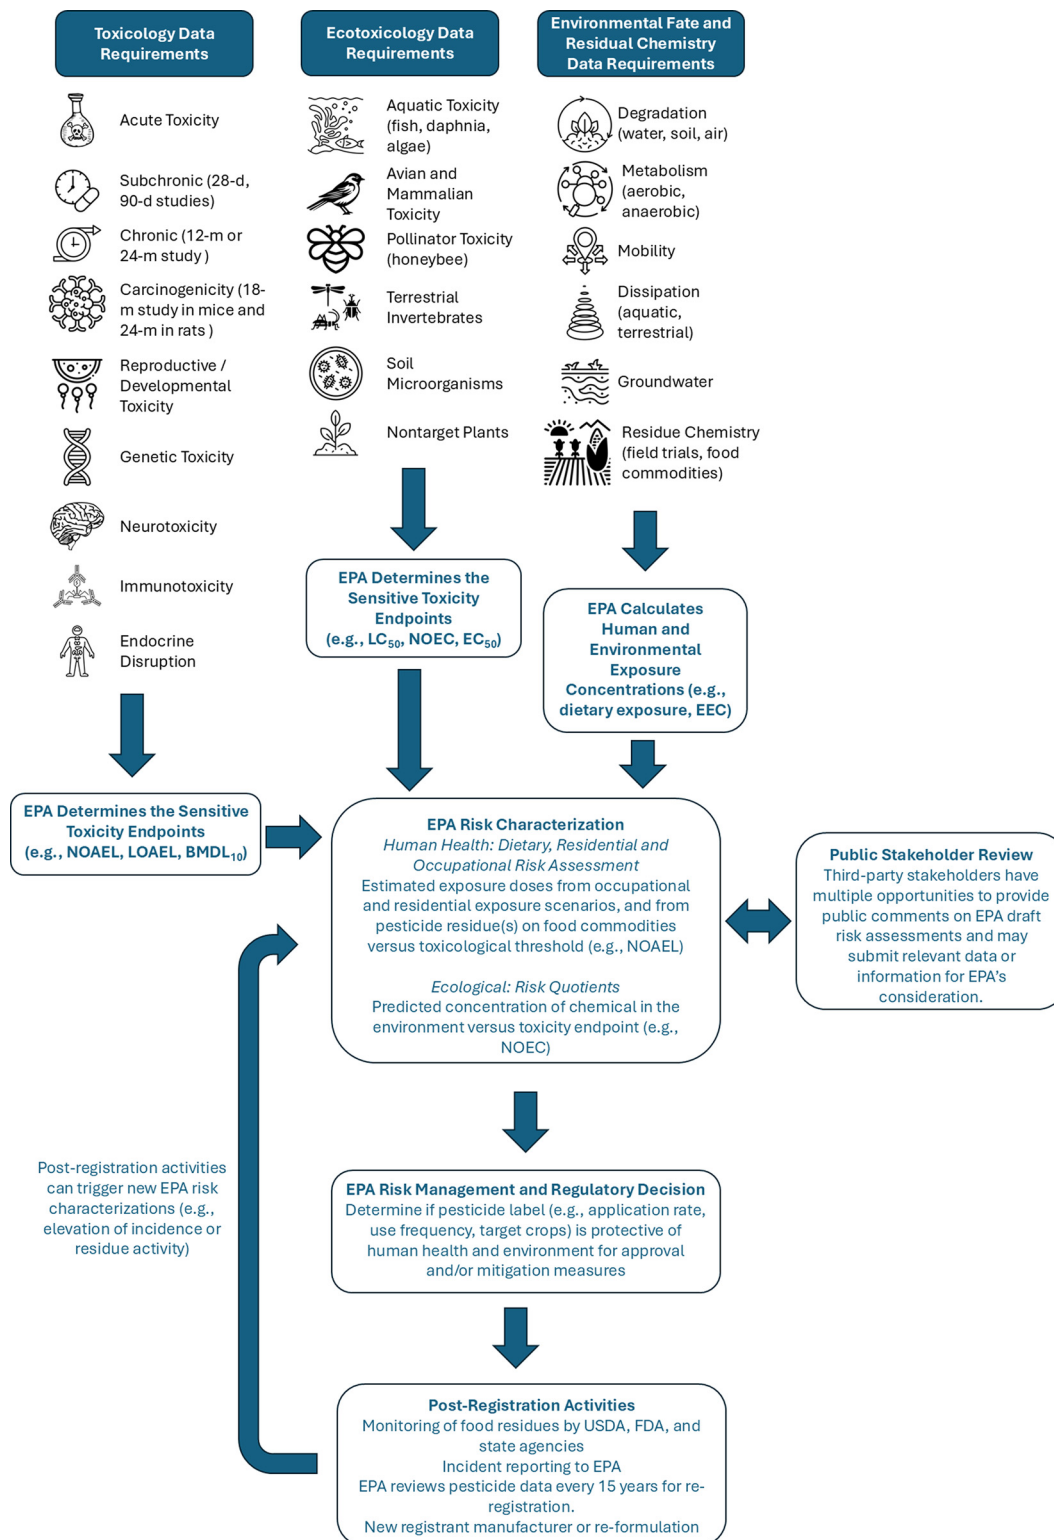 Toxicology Data
Requirements
Acute Toxicity
Subchronic (28-d,
90-d studies)
Chronic (12-m or
24-m study )
Carcinogenicity (18-
m study in mice and
24-m in rats )
Reproductive /
Developmental
Toxicity
Genetic Toxicity
Neurotoxicity
Immunotoxicity
Endocrine
Disruption
EPA Determines the Sensitive
Toxicity Endpoints
(e.g., NOAEL, LOAEL, BMDL10)
Ecotoxicology Data
Requirements
Aquatic Toxicity
(fish, daphnia,
algae)
Avian and
Mammalian
Toxicity
Pollinator Toxicity
(honeybee)
Terrestrial
Invertebrates
Soil
Microorganisms
Nontarget Plants
EPA Determines the
Sensitive Toxicity
Endpoints
(e.g., LC50, NOEC, EC50)
Environmental Fate and
Residual Chemistry
Data Requirements
Degradation
(water, soil, air)
Metabolism
(aerobic,
anaerobic)
Mobility
Dissipation
(aquatic,
terrestrial)
Groundwater
Residue Chemistry
(field trials, food
commodities)
EPA Calculates
Human and
Environmental
Exposure
Concentrations (e.g.,
dietary exposure, EEC)
EPA Risk Characterization
Human Health: Dietary, Residential and
Occupational Risk Assessment
Estimated exposure doses from occupational
and residential exposure scenarios, and from
pesticide residue(s) on food commodities
versus toxicological threshold (e.g., NOAEL)
Ecological: Risk Quotients
Predicted concentration of chemical in the
environment versus toxicity endpoint (e.g.,
NOEC)
Public Stakeholder Review
Third-party stakeholders have
multiple opportunities to provide
public comments on EPA draft
risk assessments and may
submit relevant data or
information for EPA's
consideration.
Post-registration activities
can trigger new EPA risk
characterizations (e.g.,
elevation of incidence or
residue activity)
EPA Risk Management and Regulatory Decision
Determine if pesticide label (e.g., application rate,
use frequency, target crops) is protective of
human health and environment for approval
and/or mitigation measures
Post-Registration Activities
Monitoring of food residues by USDA, FDA, and
state agencies
Incident reporting to EPA
EPA reviews pesticide data every 15 years for re-
registration.
New registrant manufacturer or re-formulation